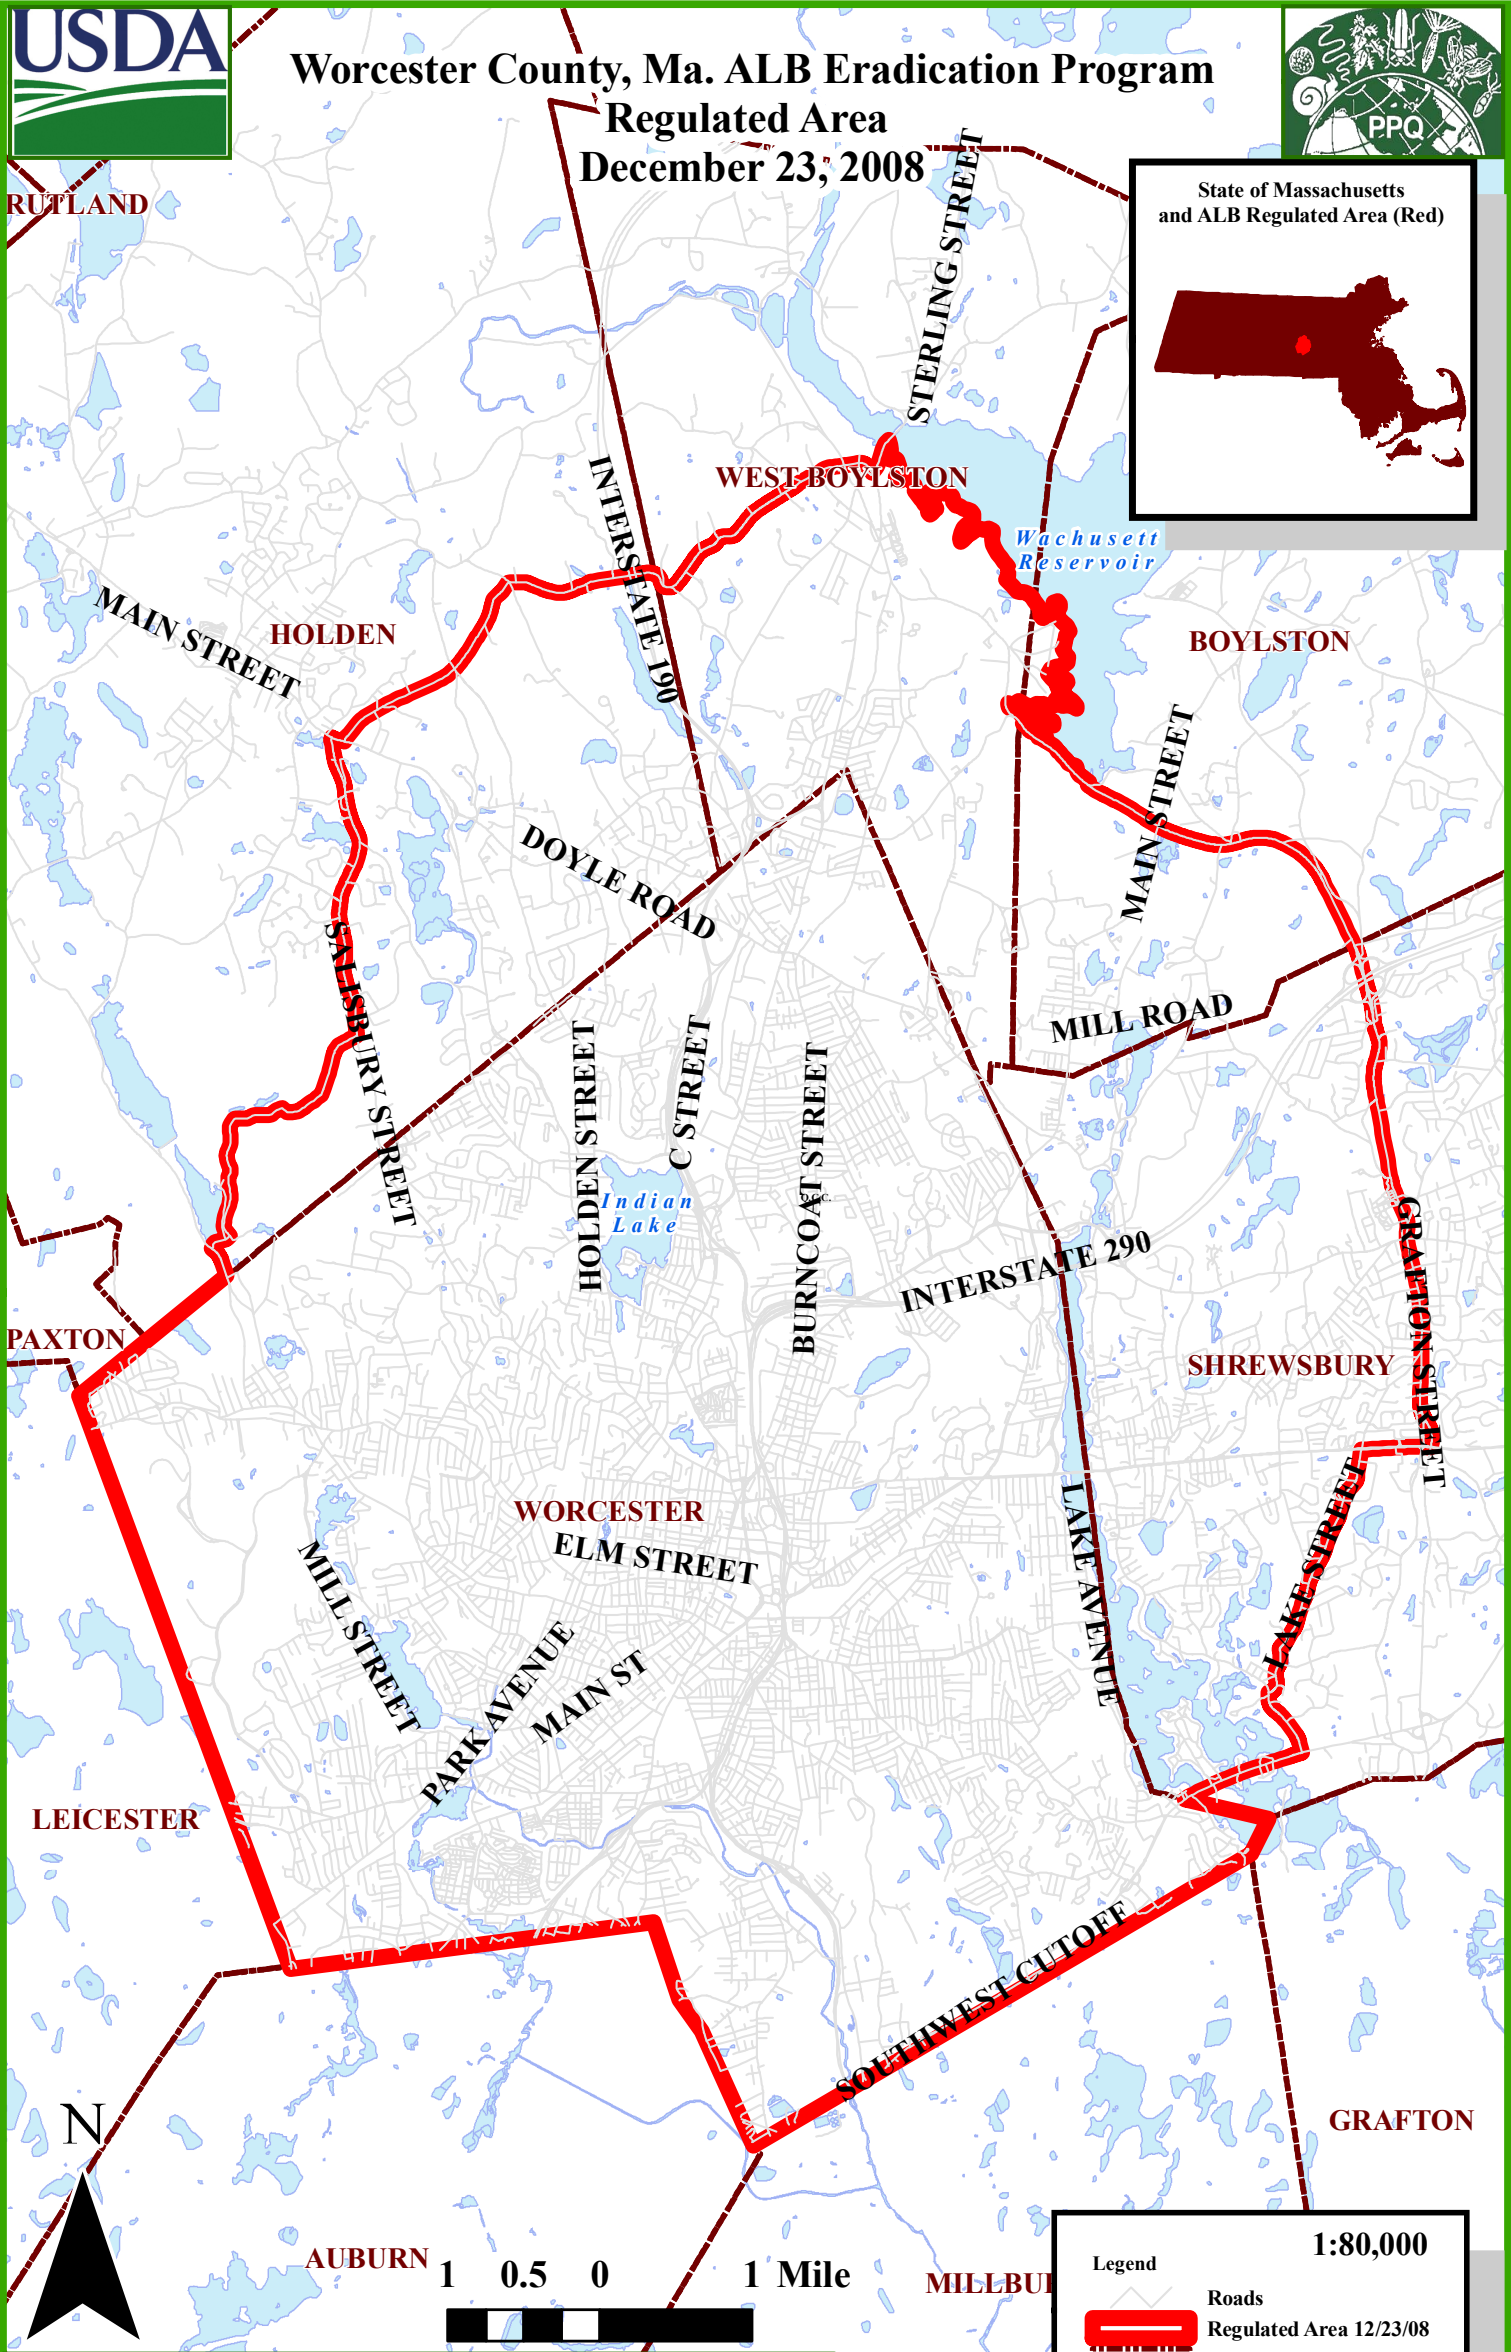 USDA
Worcester County, Ma. ALB Eradication Program
Regulated Area
December 23, 2008
PPQ
State of Massachusetts
and ALB Regulated Area (Red)
RUTLAND
STERLING STREET
WEST BOYLSTON
INTERSTATE 190
Wachusett
Reservoir
MAIN STREET
HOLDEN
BOYLSTON
MAIN STREET
DOYLE ROAD
SALISBURY STREET
MILL ROAD
HOLDEN STREET
C STREET
BURNCOAT STREET
Indian
Lake
INTERSTATE 290
GRAFTON STREET
PAXTON
SHREWSBURY
WORCESTER
ELM STREET
LAKE AVENUE
LAKE STREET
MILL STREET
PARK AVENUE
MAIN ST
LEICESTER
SOUTHWEST CUTOFF
N
GRAFTON
AUBURN
1 0.5 0 1 Mile
MILLBU
1:80,000
Legend
Roads
Regulated Area 12/23/08